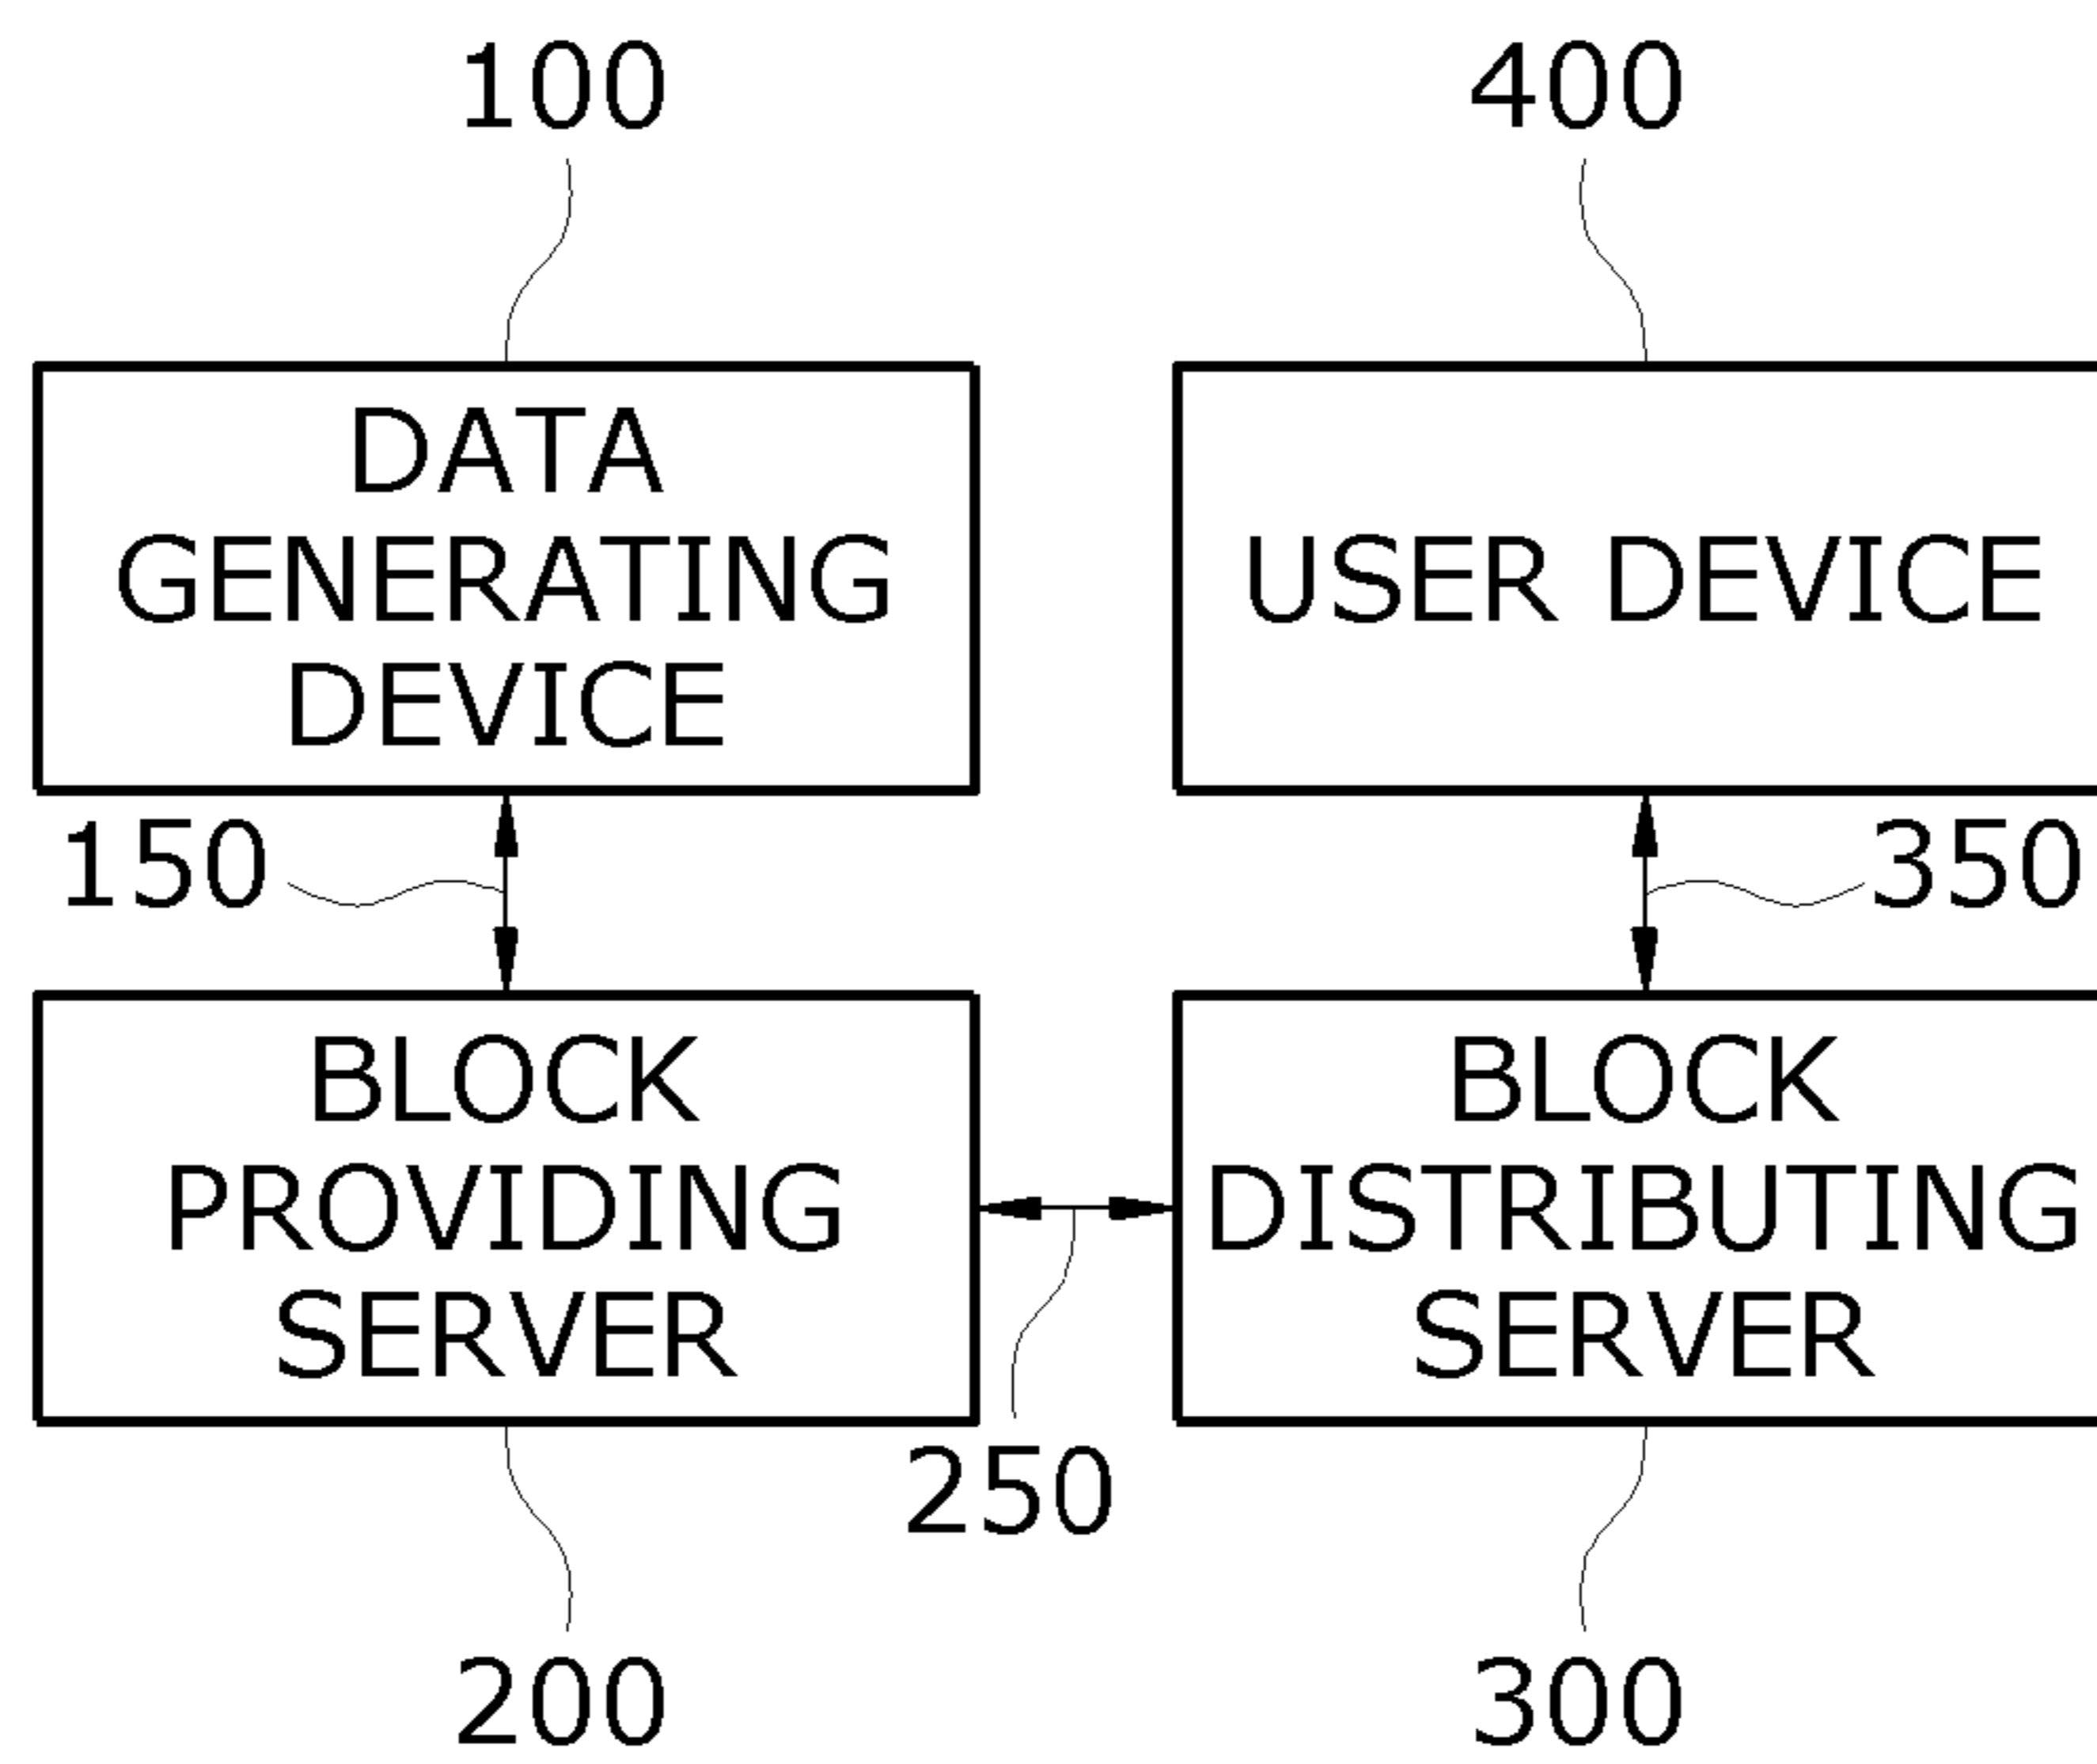 100
400
DATA
GENERATING
DEVICE
USER DEVICE
150
350
BLOCK
PROVIDING
SERVER
BLOCK
DISTRIBUTING
SERVER
250
200
300